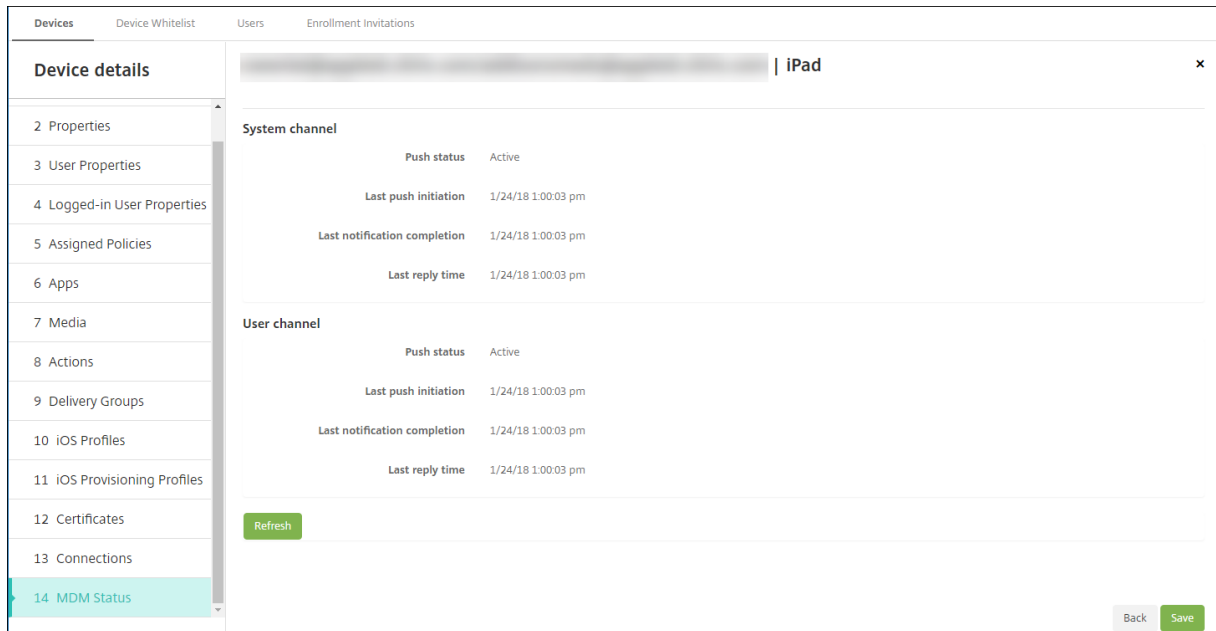 Devices Device Whitelist Users Enrollment Invitations
Device details
| iPad
×
2 Properties
3 User Properties
4 Logged-in User Properties
5 Assigned Policies
6 Apps
7 Media
8 Actions
9 Delivery Groups
10 iOS Profiles
11 iOS Provisioning Profiles
12 Certificates
13 Connections
14 MDM Status
System channel
Push status Active
Last push initiation 1/24/18 1:00:03 pm
Last notification completion 1/24/18 1:00:03 pm
Last reply time 1/24/18 1:00:03 pm
User channel
Push status Active
Last push initiation 1/24/18 1:00:03 pm
Last notification completion 1/24/18 1:00:03 pm
Last reply time 1/24/18 1:00:03 pm
Refresh
Back Save